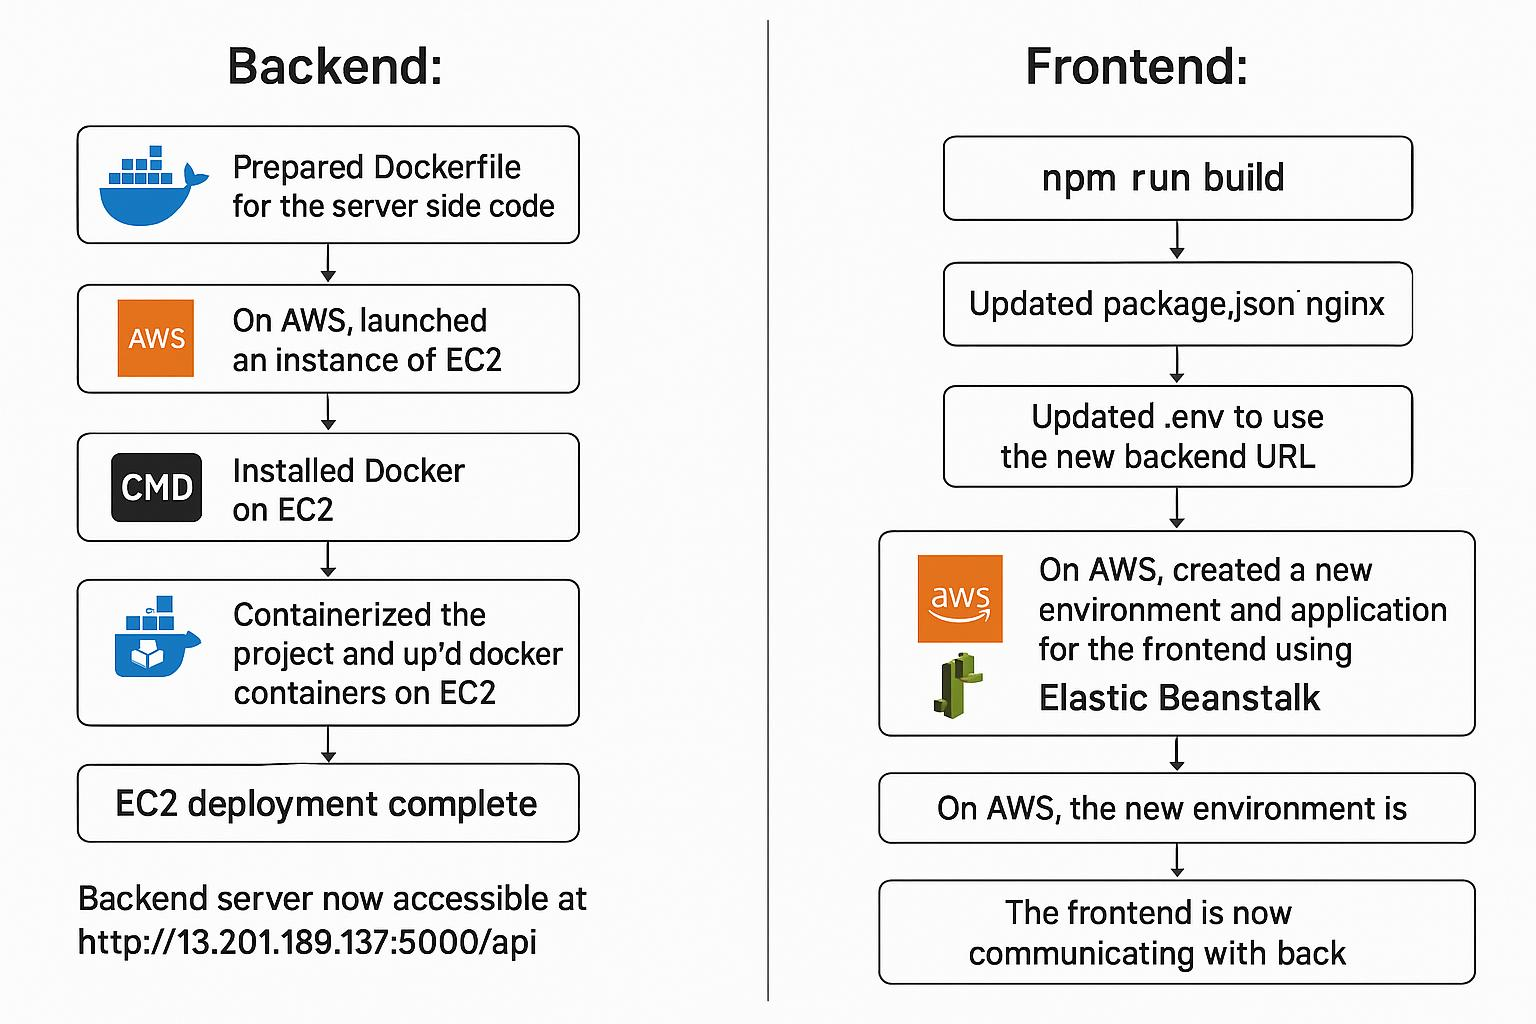 Backend:
Prepared Dockerfile
for the server side code
AWS
On AWS, launched
an instance of EC2
CMD
Installed Docker
on EC2
Containerized the
project and up’d docker
containers on EC2
EC2 deployment complete
Backend server now accessible at
http://13.201.189.137:5000/api
Frontend:
npm run build
Updated package,json˙nginx
Updated .env to use
the new backend URL
aws
On AWS, created a new
environment and application
for the frontend using
Elastic Beanstalk
On AWS, the new environment is
The frontend is now
communicating with back